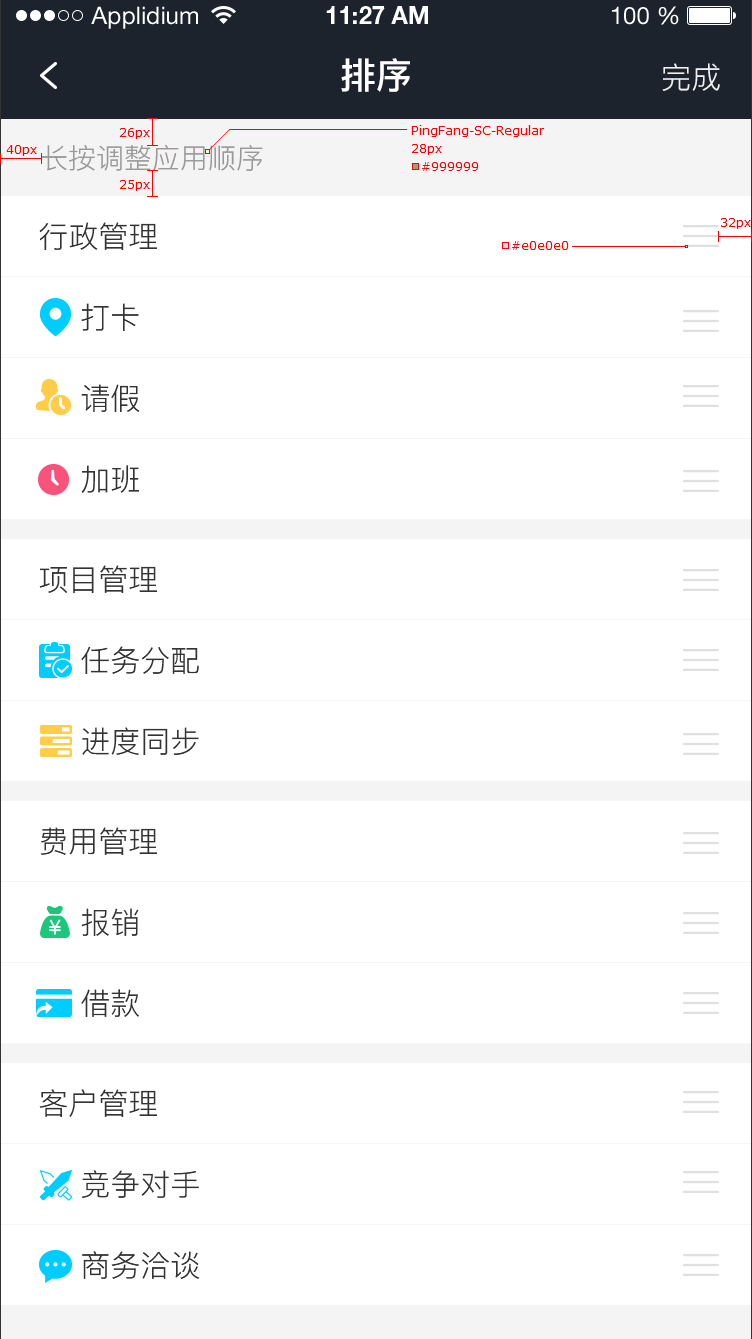 Applidium 11:27 AM 100 %
排序 完成
26px
PingFang-SC-Regular
40px
长按调整应用顺序
28px
#999999
25px
行政管理
32px
#e0e0e0
打卡
请假
加班
项目管理
任务分配
进度同步
费用管理
¥ 报销
借款
客户管理
竞争对手
商务洽谈